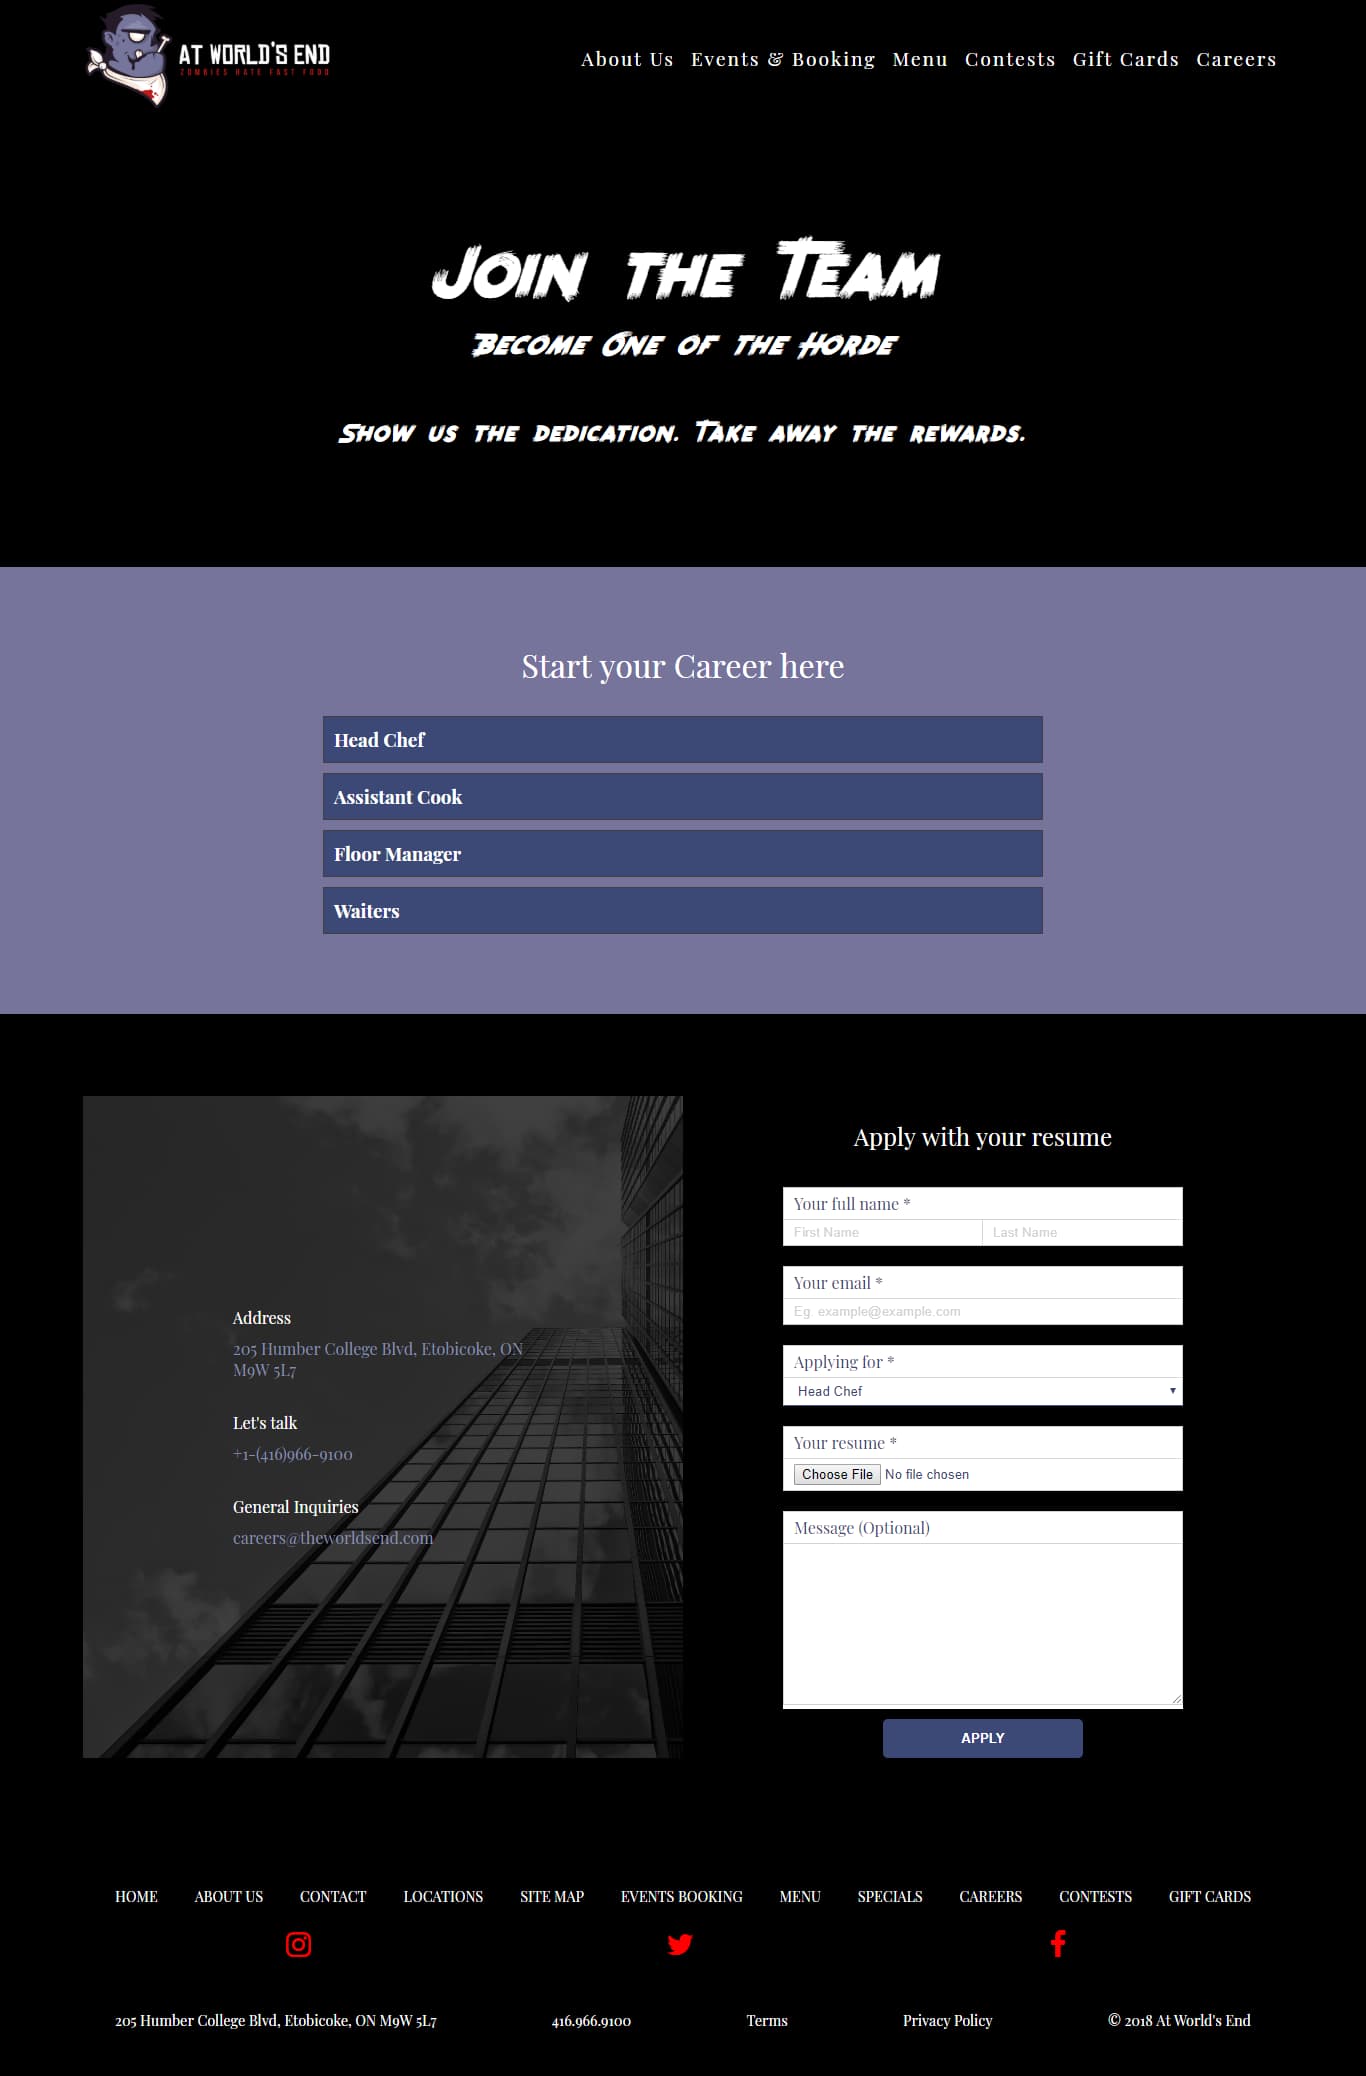 AT WORLD'S END
ZOMBIES HATE FAST FOOD
About Us Events & Booking Menu Contests Gift Cards Careers
Join the Team
Become One of the Horde
Show us the dedication. Take away the rewards.
Start your Career here
Head Chef
Assistant Cook
Floor Manager
Waiters
Address
205 Humber College Blvd, Etobicoke, ON
M9W 5L7
Let's talk
+1-(416)966-9100
General Inquiries
careers@theworldsend.com
Apply with your resume
Your full name *
First Name Last Name
Your email *
Eg. example@example.com
Applying for *
Head Chef
Your resume *
Choose File No file chosen
Message (Optional)
APPLY
HOME ABOUT US CONTACT LOCATIONS SITE MAP EVENTS BOOKING MENU SPECIALS CAREERS CONTESTS GIFT CARDS
205 Humber College Blvd, Etobicoke, ON M9W 5L7 416.966.9100 Terms Privacy Policy © 2018 At World's End